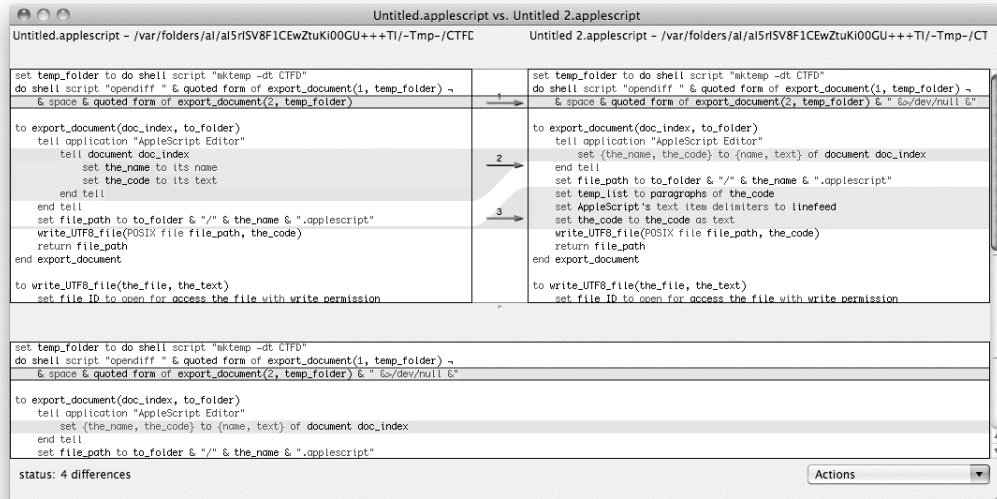 Untitled.applescript vs. Untitled 2.applescript
Untitled.applescript – /var/folders/al/al5rISV8F1CEwZtuKi00GU+++TI/-Tmp-/CTFD
Untitled 2.applescript – /var/folders/al/al5rISV8F1CEwZtuKi00GU+++TI/-Tmp-/CT
set temp_folder to do shell script "mktemp -dt CTFD"
do shell script "opendiff " & quoted form of export_document(1, temp_folder) ¬
& space & quoted form of export_document(2, temp_folder)
to export_document(doc_index, to_folder)
tell application "AppleScript Editor"
tell document doc_index
set the_name to its name
set the_code to its text
end tell
end tell
set file_path to to_folder & "/" & the_name & ".applescript"
write_UTF8_file(POSIX file file_path, the_code)
return file_path
end export_document
to write_UTF8_file(the_file, the_text)
set file_ID to open for access the_file with write permission
1
2
3
set temp_folder to do shell script "mktemp -dt CTFD"
do shell script "opendiff " & quoted form of export_document(1, temp_folder) ¬
& space & quoted form of export_document(2, temp_folder) & " &>/dev/null &"
to export_document(doc_index, to_folder)
tell application "AppleScript Editor"
set {the_name, the_code} to {name, text} of document doc_index
end tell
set file_path to to_folder & "/" & the_name & ".applescript"
set temp_list to paragraphs of the_code
set AppleScript's text item delimiters to linefeed
set the_code to the_code as text
write_UTF8_file(POSIX file file_path, the_code)
return file_path
end export_document
to write_UTF8_file(the_file, the_text)
set file_ID to open for access the_file with write permission
set temp_folder to do shell script "mktemp -dt CTFD"
do shell script "opendiff " & quoted form of export_document(1, temp_folder) ¬
& space & quoted form of export_document(2, temp_folder) & " &>/dev/null &"
to export_document(doc_index, to_folder)
tell application "AppleScript Editor"
set {the_name, the_code} to {name, text} of document doc_index
end tell
set file_path to to_folder & "/" & the_name & ".applescript"
status: 4 differences
Actions